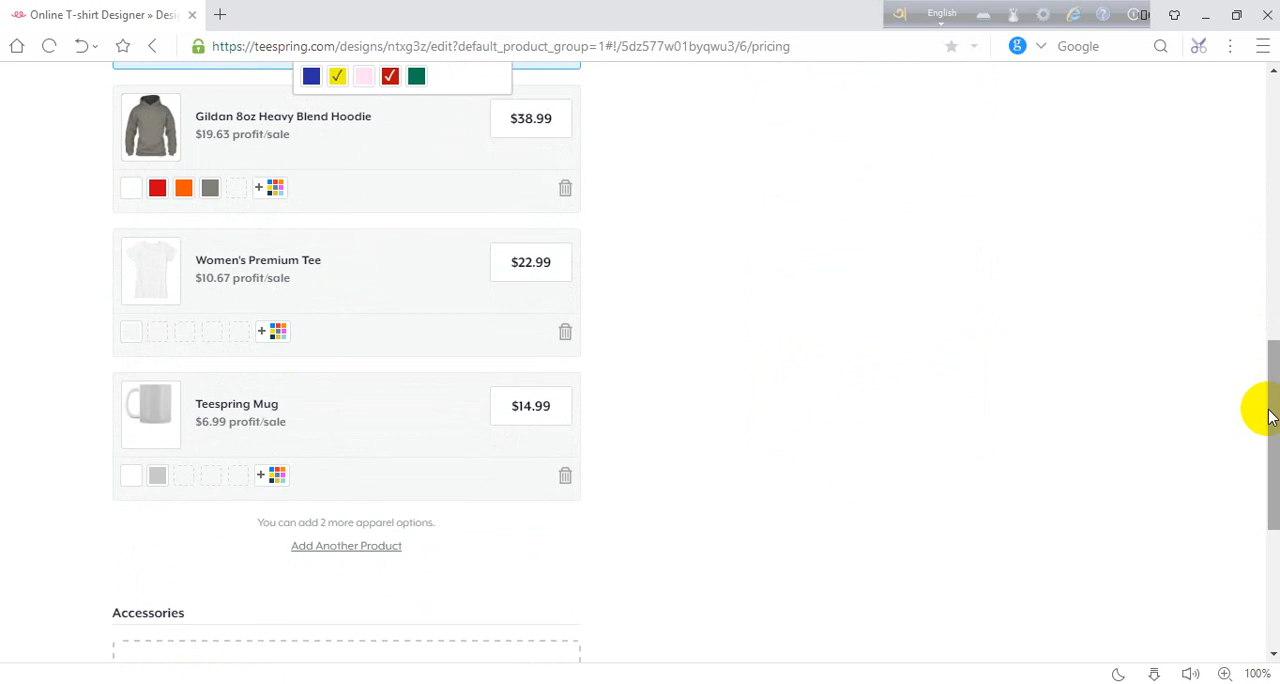 Online T-shirt Designer » Desi
English
https://teespring.com/designs/ntxg3z/edit?default_product_group=1#!/5dz577w01byqwu3/6/pricing
Google
Gildan 8oz Heavy Blend Hoodie
$38.99
$19.63 profit/sale
Women's Premium Tee
$22.99
$10.67 profit/sale
Teespring Mug
$14.99
$6.99 profit/sale
You can add 2 more apparel options.
Add Another Product
Accessories
100%